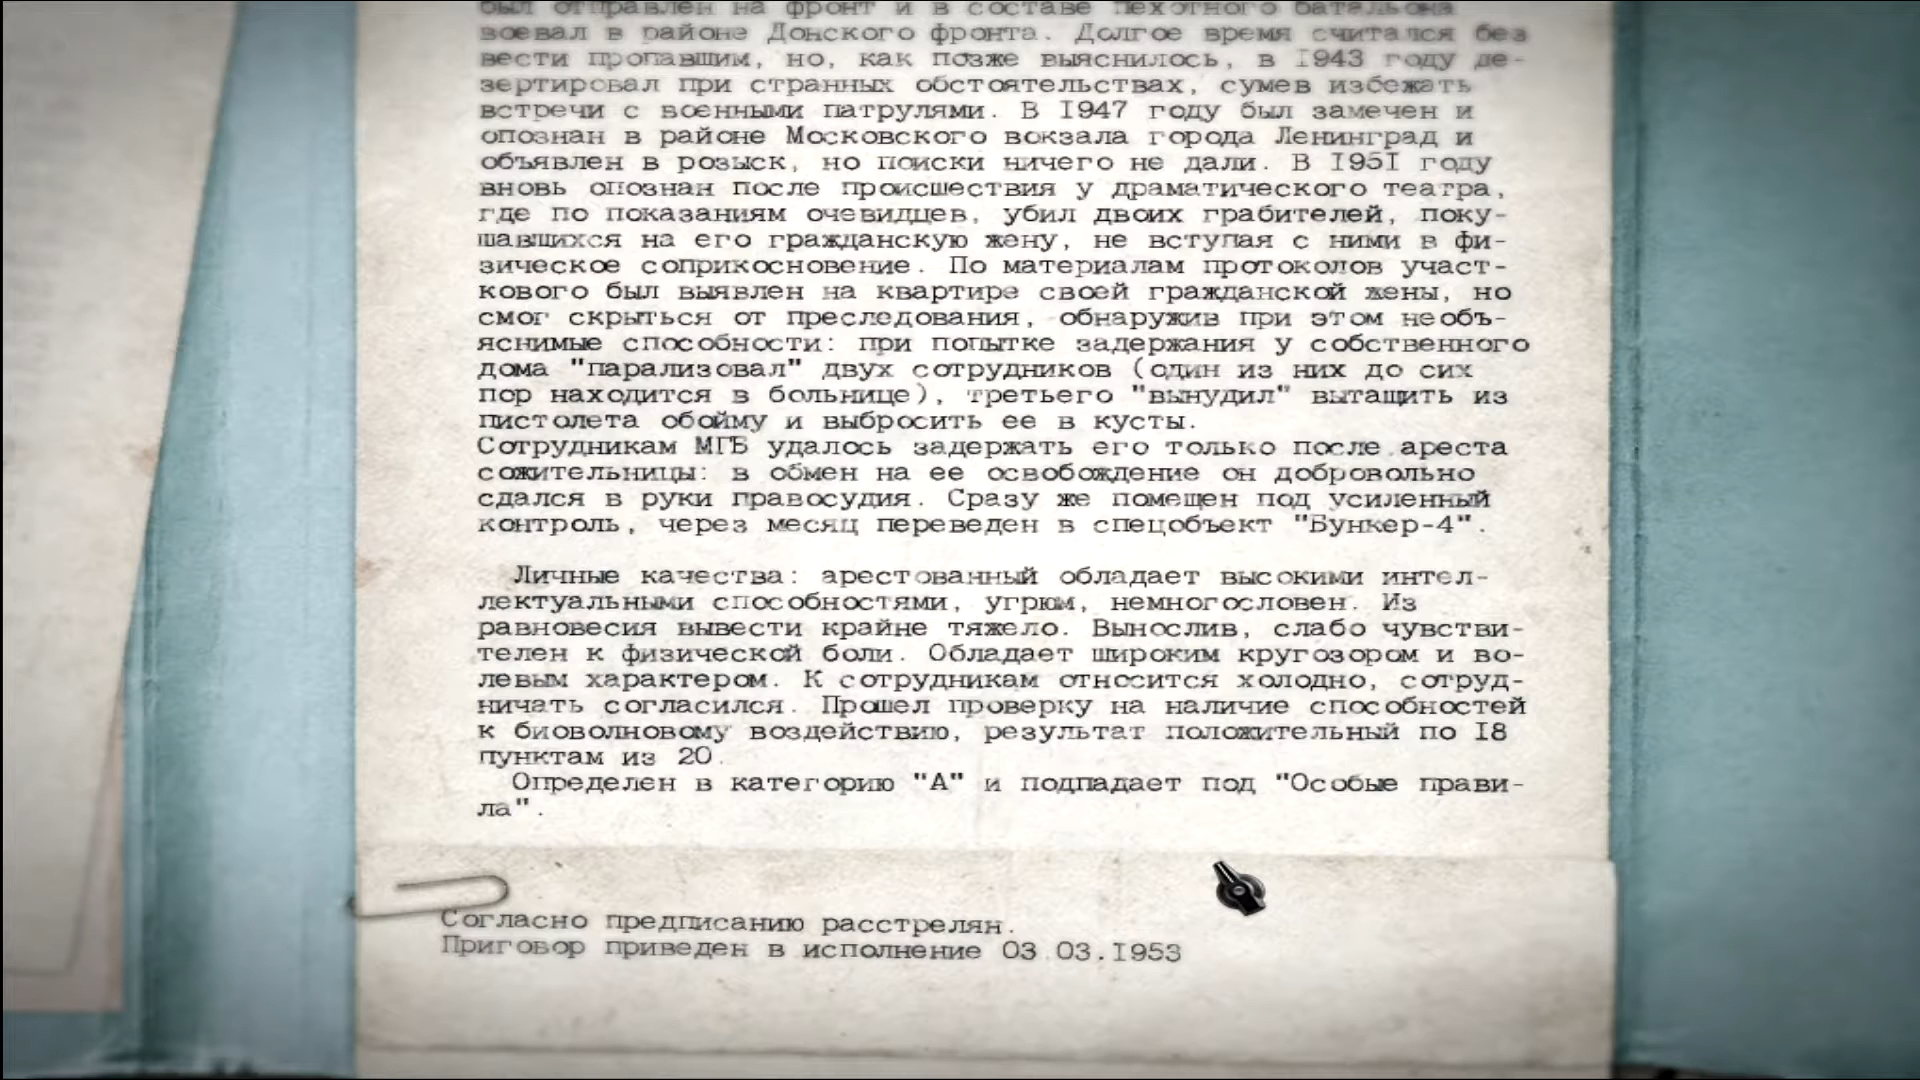 был отправлен на фронт и в составе пехотного батальона
воевал в районе Донского фронта. Долгое время считался без
вести пропавшим, но, как позже выяснилось, в I943 году де-
зертировал при странных обстоятельствах, сумев избежать
встречи с военными патрулями. В I947 году был замечен и
опознан в районе Московского вокзала города Ленинград и
объявлен в розыск, но поиски ничего не дали. В I95I году
вновь опознан после происшествия у драматического театра,
где по показаниям очевидцев, убил двоих грабителей, поку-
шавшихся на его гражданскую жену, не вступая с ними в фи-
зическое соприкосновение. По материалам протоколов участ-
кового был выявлен на квартире своей гражданской жены, но
смог скрыться от преследования, обнаружив при этом необъ-
яснимые способности: при попытке задержания у собственного
дома "парализовал" двух сотрудников (один из них до сих
пор находится в больнице), третьего "вынудил" вытащить из
пистолета обойму и выбросить ее в кусты.
Сотрудникам МГБ удалось задержать его только после ареста
сожительницы: в обмен на ее освобождение он добровольно
сдался в руки правосудия. Сразу же помещен под усиленный
контроль, через месяц переведен в спецобъект "Бункер-4".
Личные качества: арестованный обладает высокими интел-
лектуальными способностями, угрюм, немногословен. Из
равновесия вывести крайне тяжело. Вынослив, слабо чувстви-
телен к физической боли. Обладает широким кругозором и во-
левым характером. К сотрудникам относится холодно, сотруд-
ничать согласился. Прошел проверку на наличие способностей
к биоволновому воздействию, результат положительный по I8
пунктам из 20.
Определен в категорию "А" и подпадает под "Особые прави-
ла".
Согласно предписанию расстрелян.
Приговор приведен в исполнение 03.03.I953